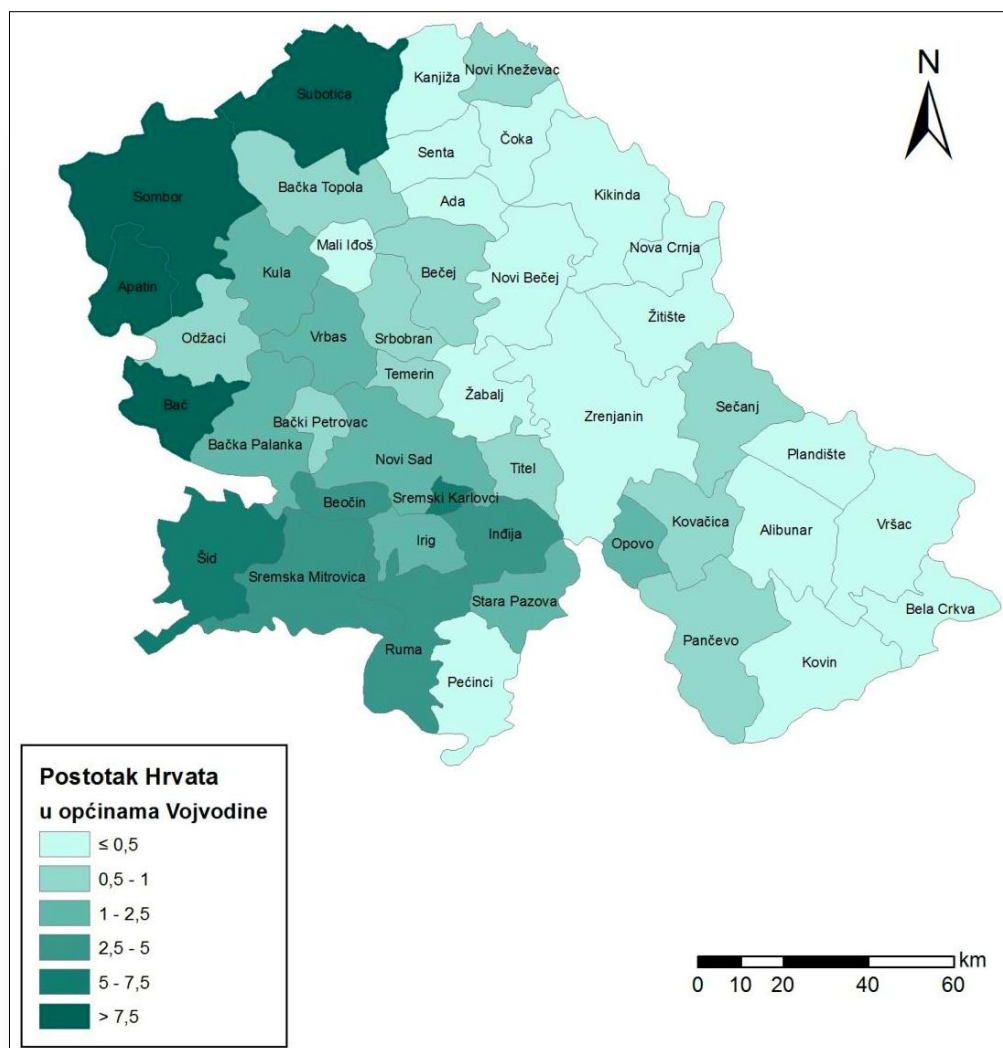 N
Kanjiža
Novi Kneževac
Subotica
Senta
Čoka
Bačka Topola
Sombor
Ada
Kikinda
Mali Iđoš
Nova Crnja
Kula
Bečej
Novi Bečej
Apatin
Žitište
Odžaci
Vrbas
Srbobran
Temerin
Žabalj
Bač
Zrenjanin
Sečanj
Bački Petrovac
Bačka Palanka
Plandište
Novi Sad
Titel
Beočin
Sremski Karlovci
Kovačica
Vršac
Alibunar
Inđija
Irig
Opovo
Šid
Sremska Mitrovica
Stara Pazova
Bela Crkva
Pančevo
Ruma
Kovin
Pećinci
Postotak Hrvata
u općinama Vojvodine
≤ 0,5
0,5 - 1
1 - 2,5
2,5 - 5
5 - 7,5
> 7,5
km
0 10 20 40 60